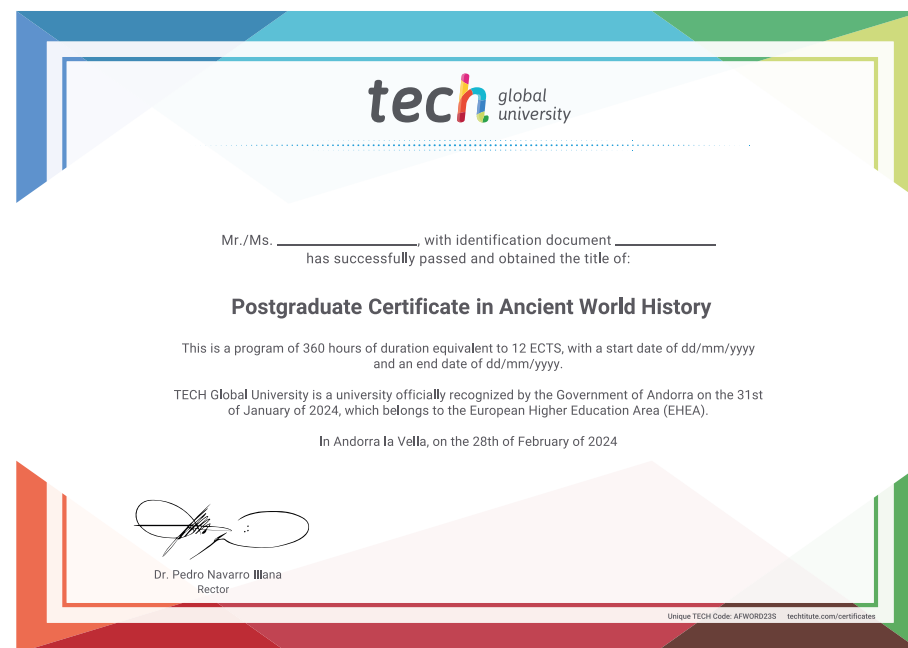 tech global university
Mr./Ms. ____________________, with identification document ______________
has successfully passed and obtained the title of:
Postgraduate Certificate in Ancient World History
This is a program of 360 hours of duration equivalent to 12 ECTS, with a start date of dd/mm/yyyy
and an end date of dd/mm/yyyy.
TECH Global University is a university officially recognized by the Government of Andorra on the 31st
of January of 2024, which belongs to the European Higher Education Area (EHEA).
In Andorra la Vella, on the 28th of February of 2024
Dr. Pedro Navarro Illana
Rector
Unique TECH Code: AFWORD23S techtitute.com/certificates